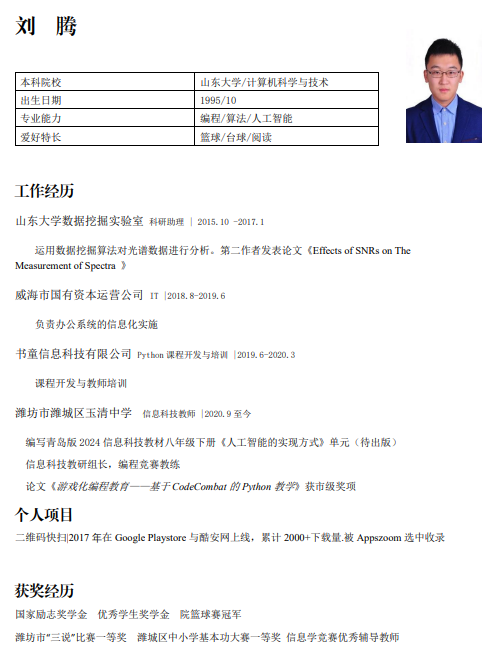 刘 腾
本科院校 山东大学/计算机科学与技术
出生日期 1995/10
专业能力 编程/算法/人工智能
爱好特长 篮球/台球/阅读
工作经历
山东大学数据挖掘实验室 科研助理 | 2015.10 -2017.1
运用数据挖掘算法对光谱数据进行分析。第二作者发表论文《Effects of SNRs on The
Measurement of Spectra 》
威海市国有资本运营公司 IT |2018.8-2019.6
负责办公系统的信息化实施
书童信息科技有限公司 Python 课程开发与培训 |2019.6-2020.3
课程开发与教师培训
潍坊市潍城区玉清中学 信息科技教师 |2020.9 至今
编写青岛版 2024 信息科技教材八年级下册《人工智能的实现方式》单元（待出版）
信息科技教研组长，编程竞赛教练
论文《游戏化编程教育——基于 CodeCombat 的 Python 教学》获市级奖项
个人项目
二维码快扫|2017 年在 Google Playstore 与酷安网上线，累计 2000+下载量.被 Appszoom 选中收录
获奖经历
国家励志奖学金 优秀学生奖学金 院篮球赛冠军
潍坊市“三说”比赛一等奖 潍城区中小学基本功大赛一等奖 信息学竞赛优秀辅导教师